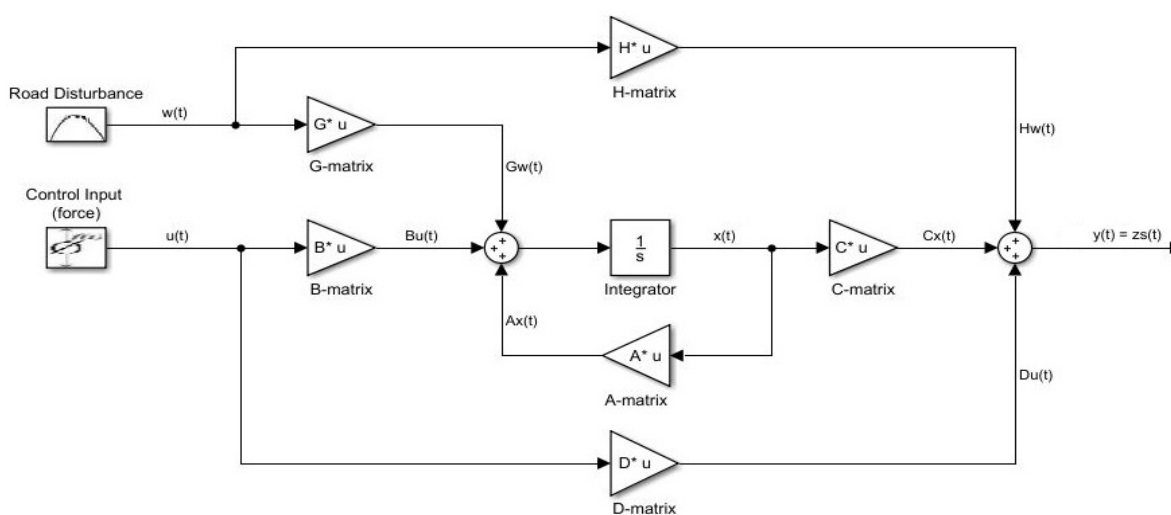 H* u
H-matrix
Road Disturbance
w(t)
G* u
G-matrix
Gw(t)
Hw(t)
Control Input
(force)
u(t)
B* u
B-matrix
Bu(t)
+
+
+
1
s
Integrator
x(t)
C* u
C-matrix
Cx(t)
+
+
+
y(t) = zs(t)
Ax(t)
A* u
A-matrix
Du(t)
D* u
D-matrix